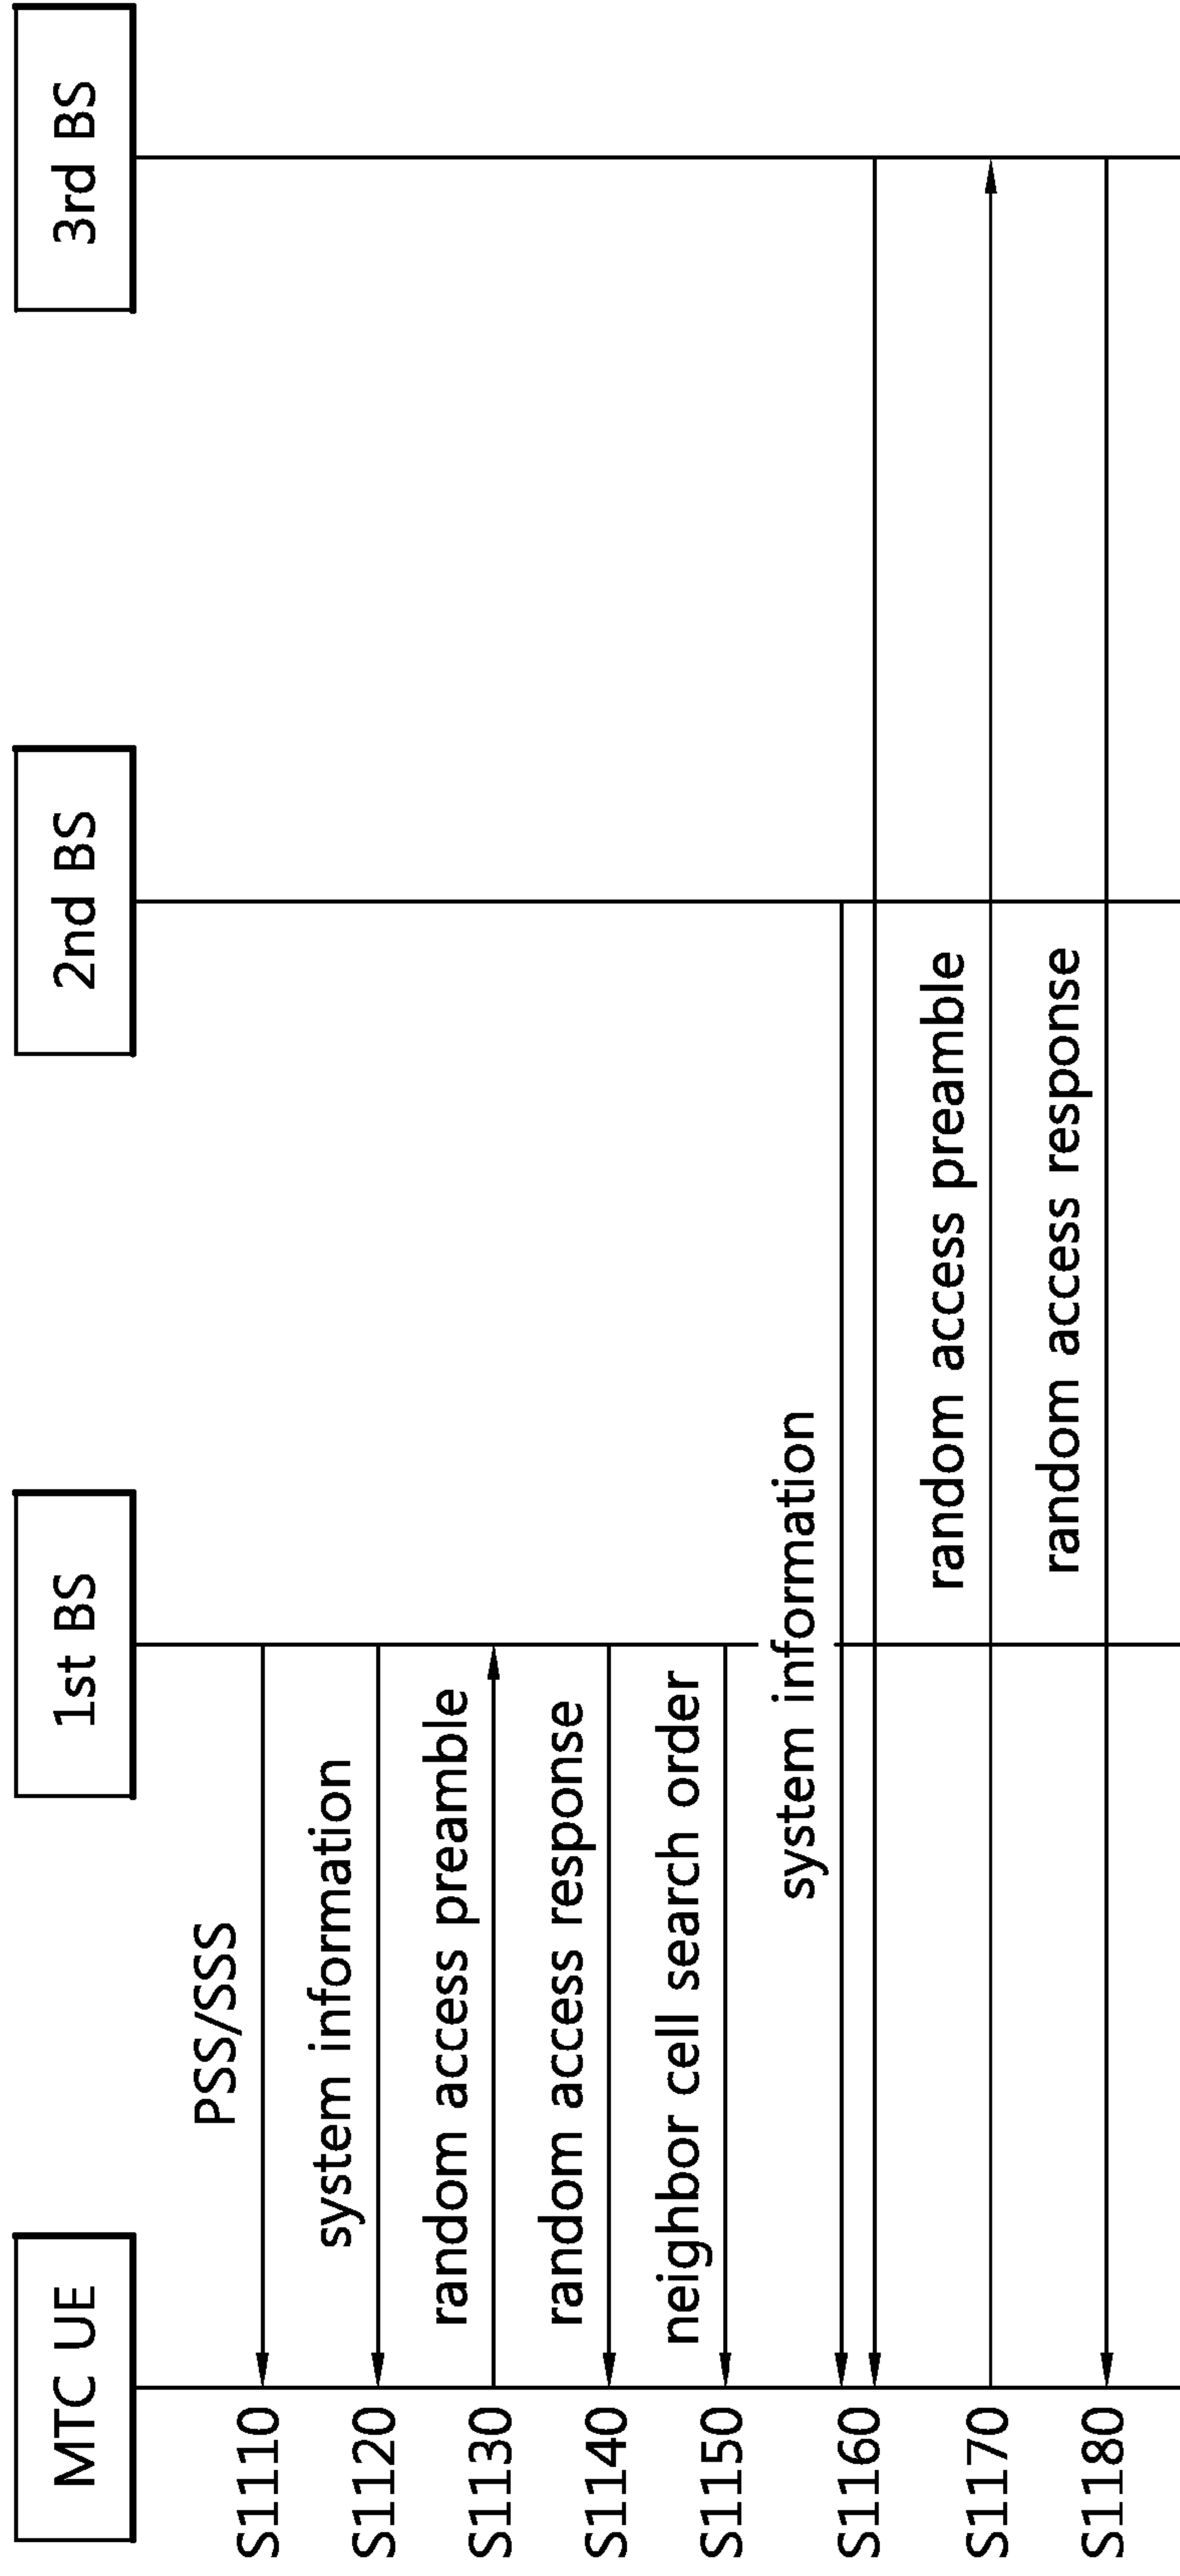 MTC UE
1st BS
2nd BS
3rd BS
PSS/SSS
S1110
system information
S1120
random access preamble
S1130
random access response
S1140
neighbor cell search order
S1150
system information
S1160
random access preamble
S1170
random access response
S1180